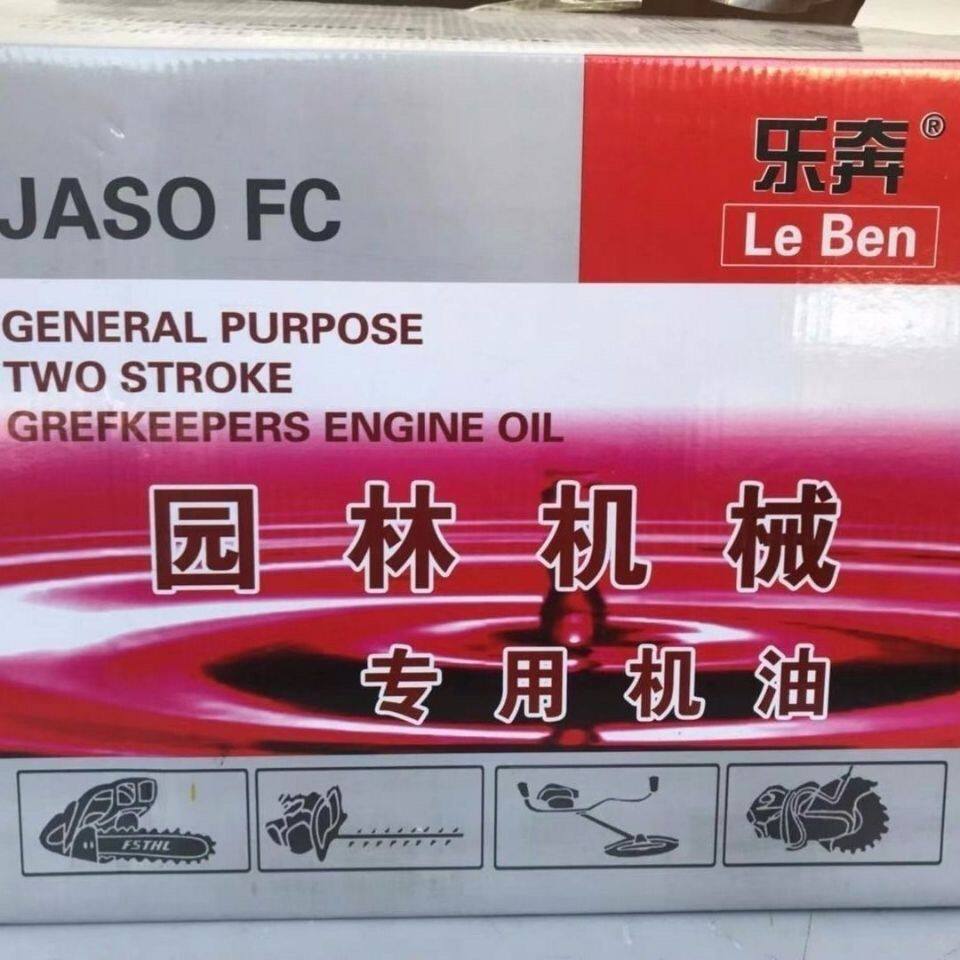 JASO FC
乐奔®
Le Ben
GENERAL PURPOSE
TWO STROKE
GREFKEEPERS ENGINE OIL
园林机械
专用机油
FSTHL